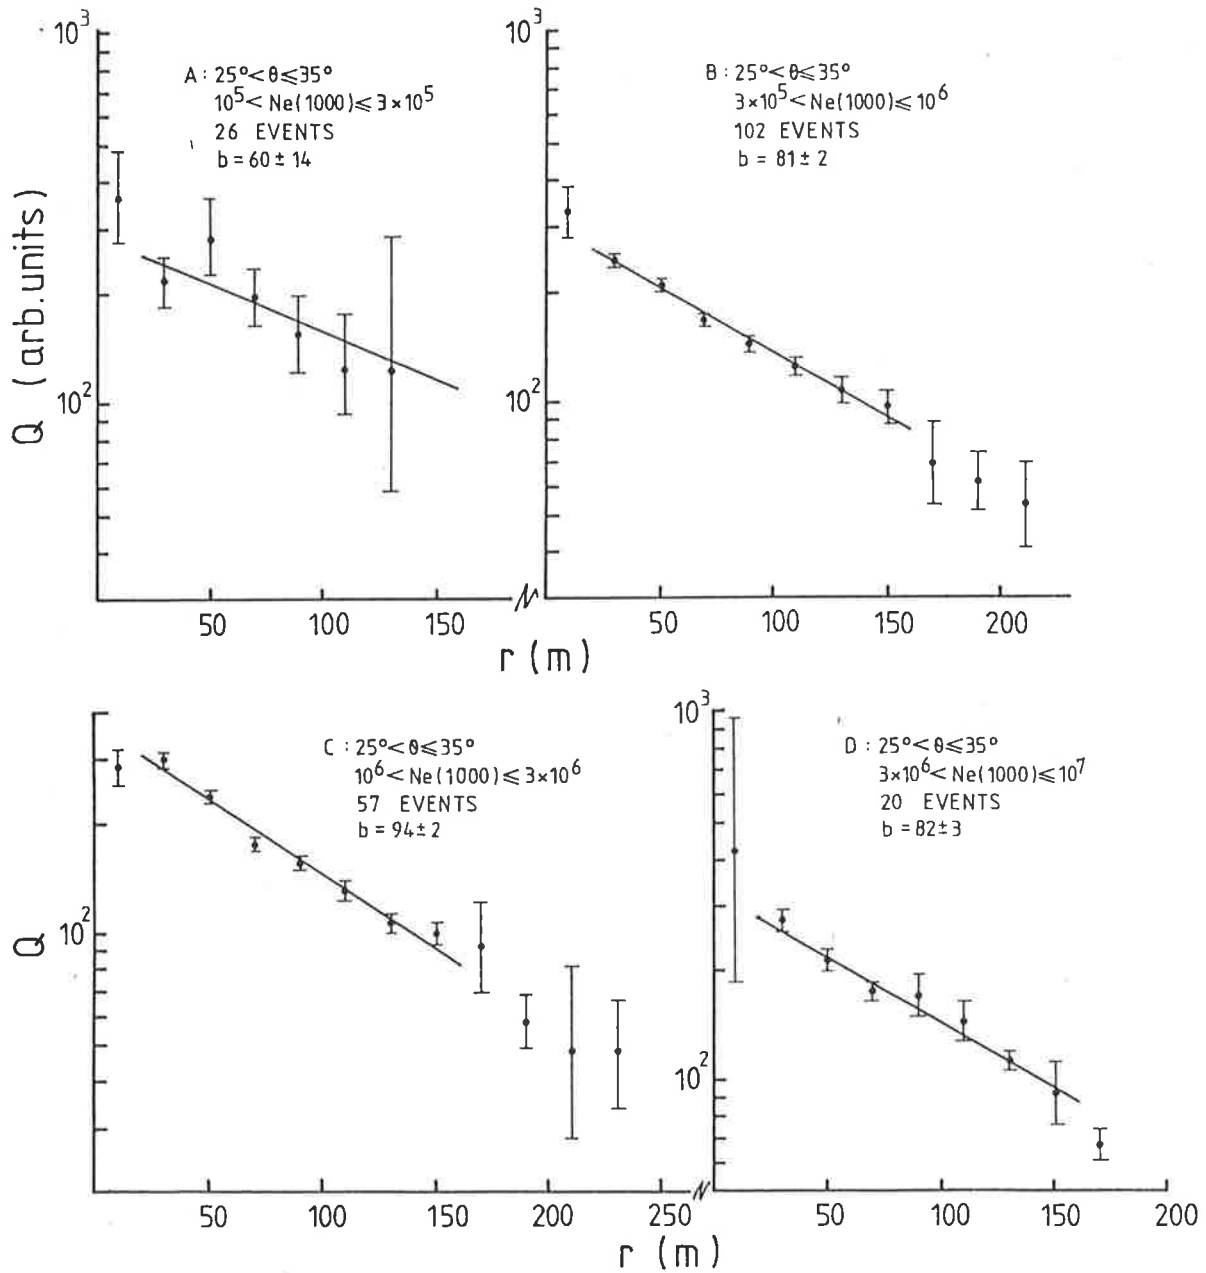 10³
A : 25° < θ ⩽ 35°
10⁵ < Ne(1000) ⩽ 3×10⁵
26 EVENTS
b = 60 ± 14
10²
Q (arb.units)
50 100 150
10³
B : 25° < θ ⩽ 35°
3×10⁵ < Ne(1000) ⩽ 10⁶
102 EVENTS
b = 81 ± 2
10²
50 100 150 200
r (m)
C : 25° < θ ⩽ 35°
10⁶ < Ne(1000) ⩽ 3×10⁶
57 EVENTS
b = 94 ± 2
10²
Q
50 100 150 200 250
10³
D : 25° < θ ⩽ 35°
3×10⁶ < Ne(1000) ⩽ 10⁷
20 EVENTS
b = 82 ± 3
10²
50 100 150 200
r (m)